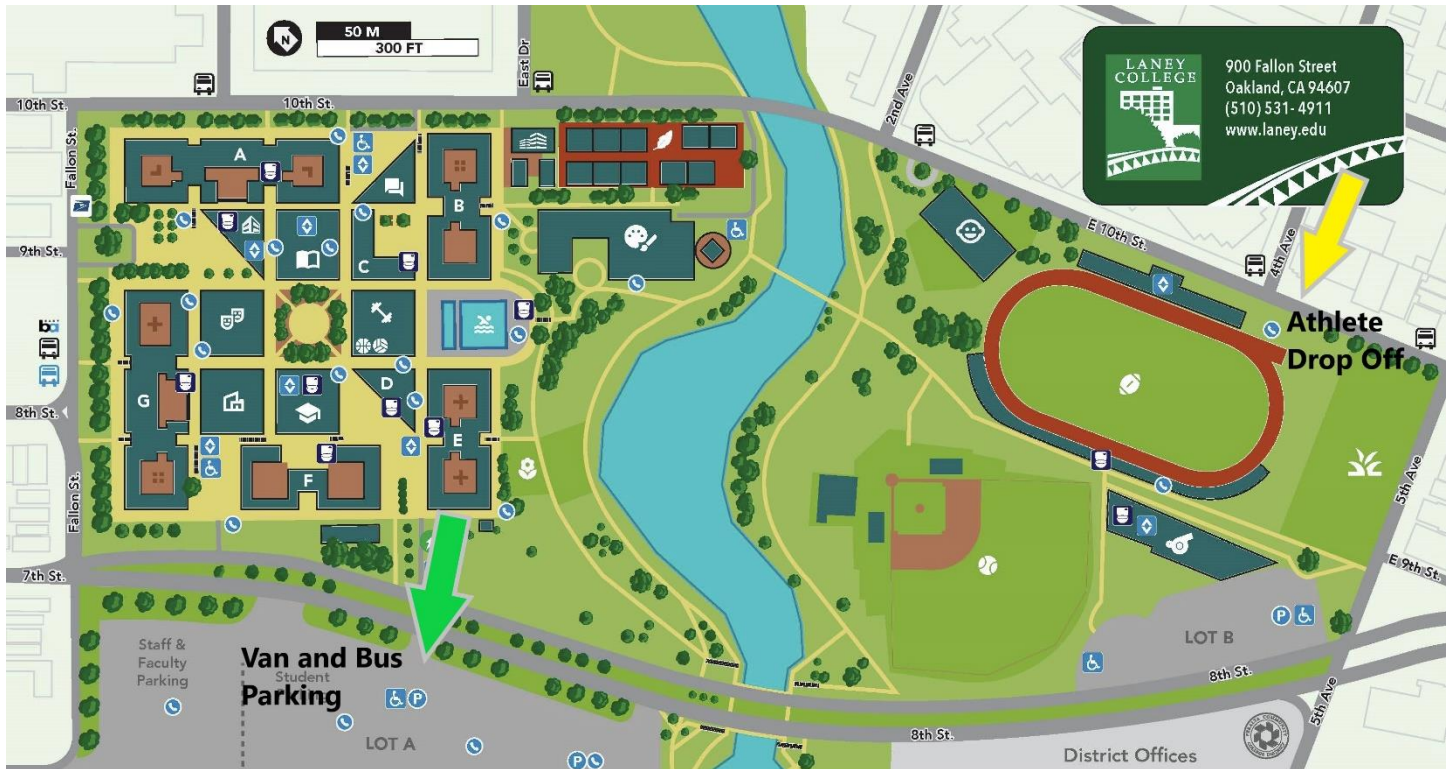 50 M
300 FT
N
East Dr
2nd Ave
LANEY
COLLEGE
900 Fallon Street
Oakland, CA 94607
(510) 531- 4911
www.laney.edu
10th St.
10th St.
Fallon St.
A
B
C
9th St.
E 10th St.
4th Ave
Athlete
Drop Off
ba
G
D
8th St.
E
F
Fallon St.
5th Ave
E 9th St.
7th St.
P
LOT B
Staff &
Faculty
Parking
Van and Bus
Parking
Student
P
8th St.
5th Ave
LOT A
8th St.
P
District Offices